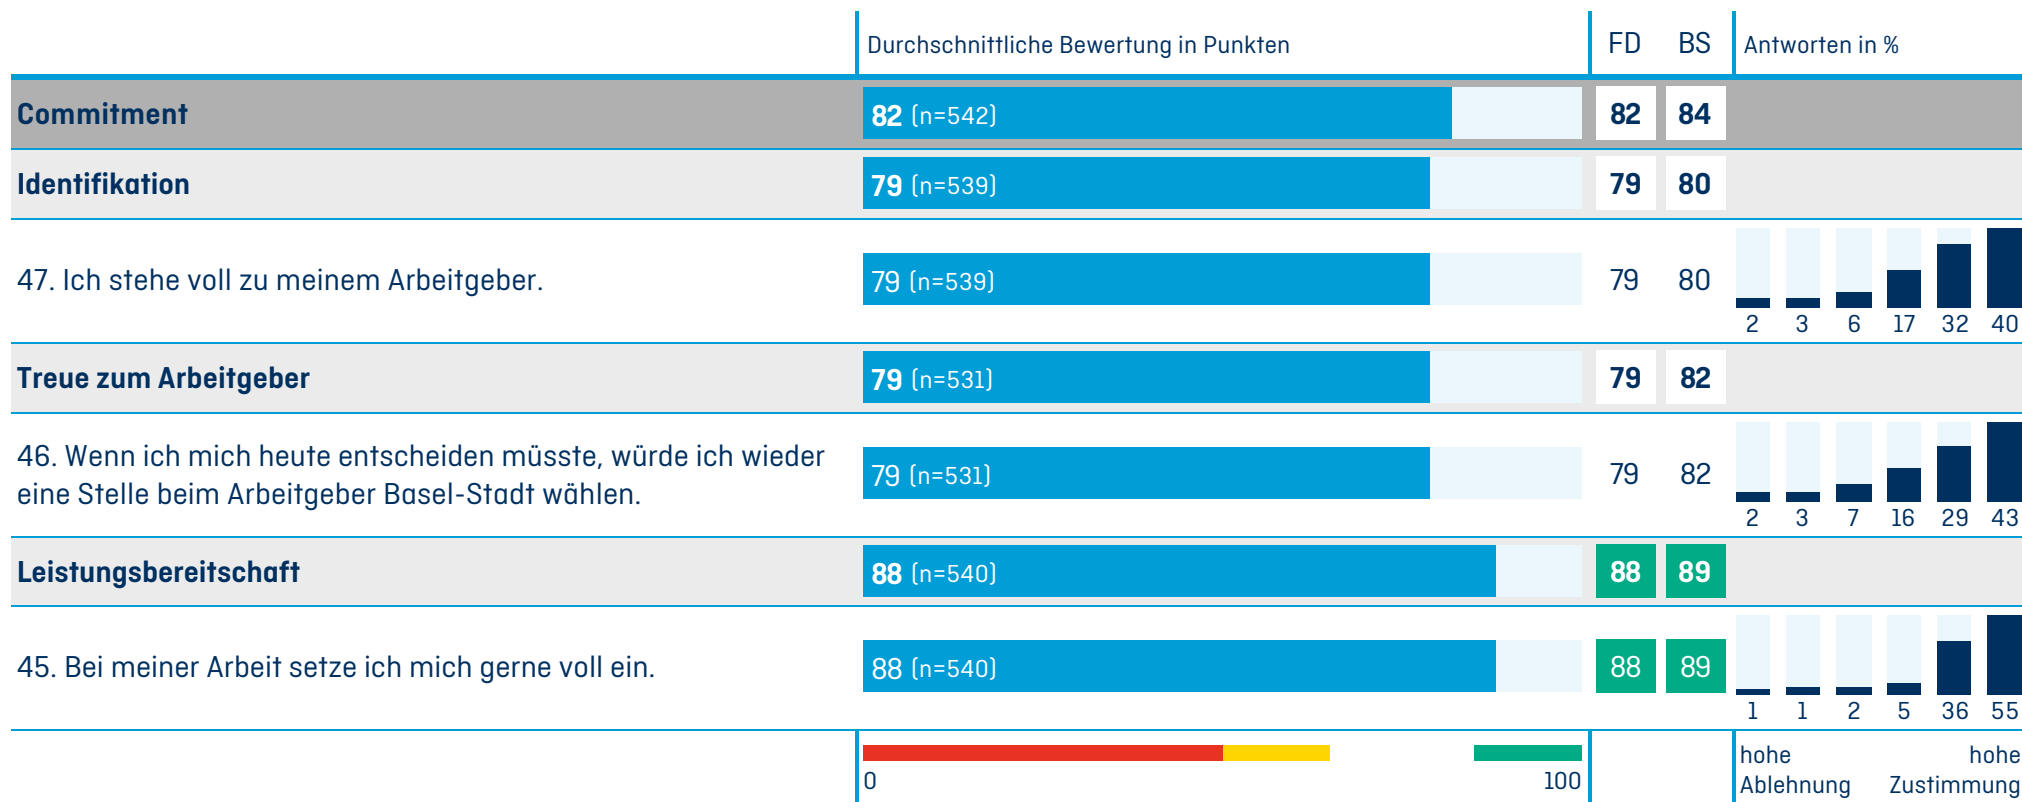 Durchschnittliche Bewertung in Punkten FD BS Antworten in %
Commitment 82 (n=542) 82 84
Identifikation 79 (n=539) 79 80
47. Ich stehe voll zu meinem Arbeitgeber. 79 (n=539) 79 80
2 3 6 17 32 40
Treue zum Arbeitgeber 79 (n=531) 79 82
46. Wenn ich mich heute entscheiden müsste, würde ich wieder
eine Stelle beim Arbeitgeber Basel-Stadt wählen. 79 (n=531) 79 82
2 3 7 16 29 43
Leistungsbereitschaft 88 (n=540) 88 89
45. Bei meiner Arbeit setze ich mich gerne voll ein. 88 (n=540) 88 89
1 1 2 5 36 55
0 100
hohe Ablehnung
hohe Zustimmung